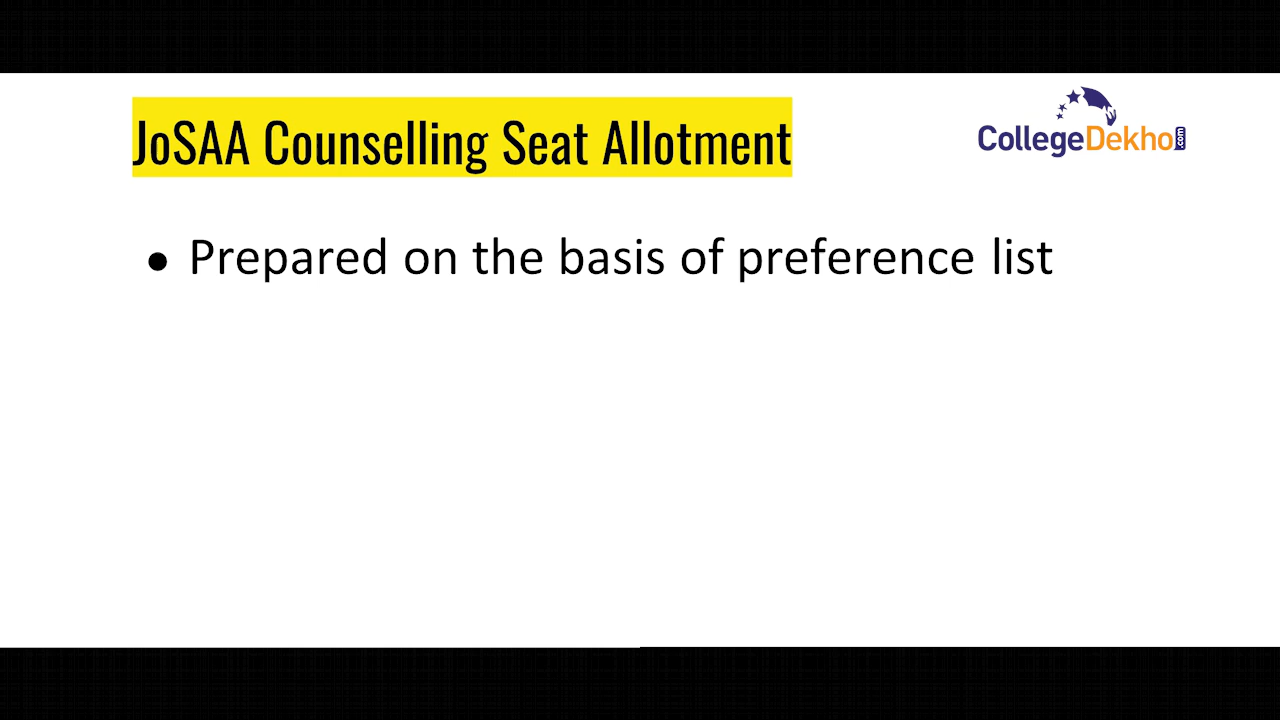 JoSAA Counselling Seat Allotment
CollegeDekho.com
● Prepared on the basis of preference list